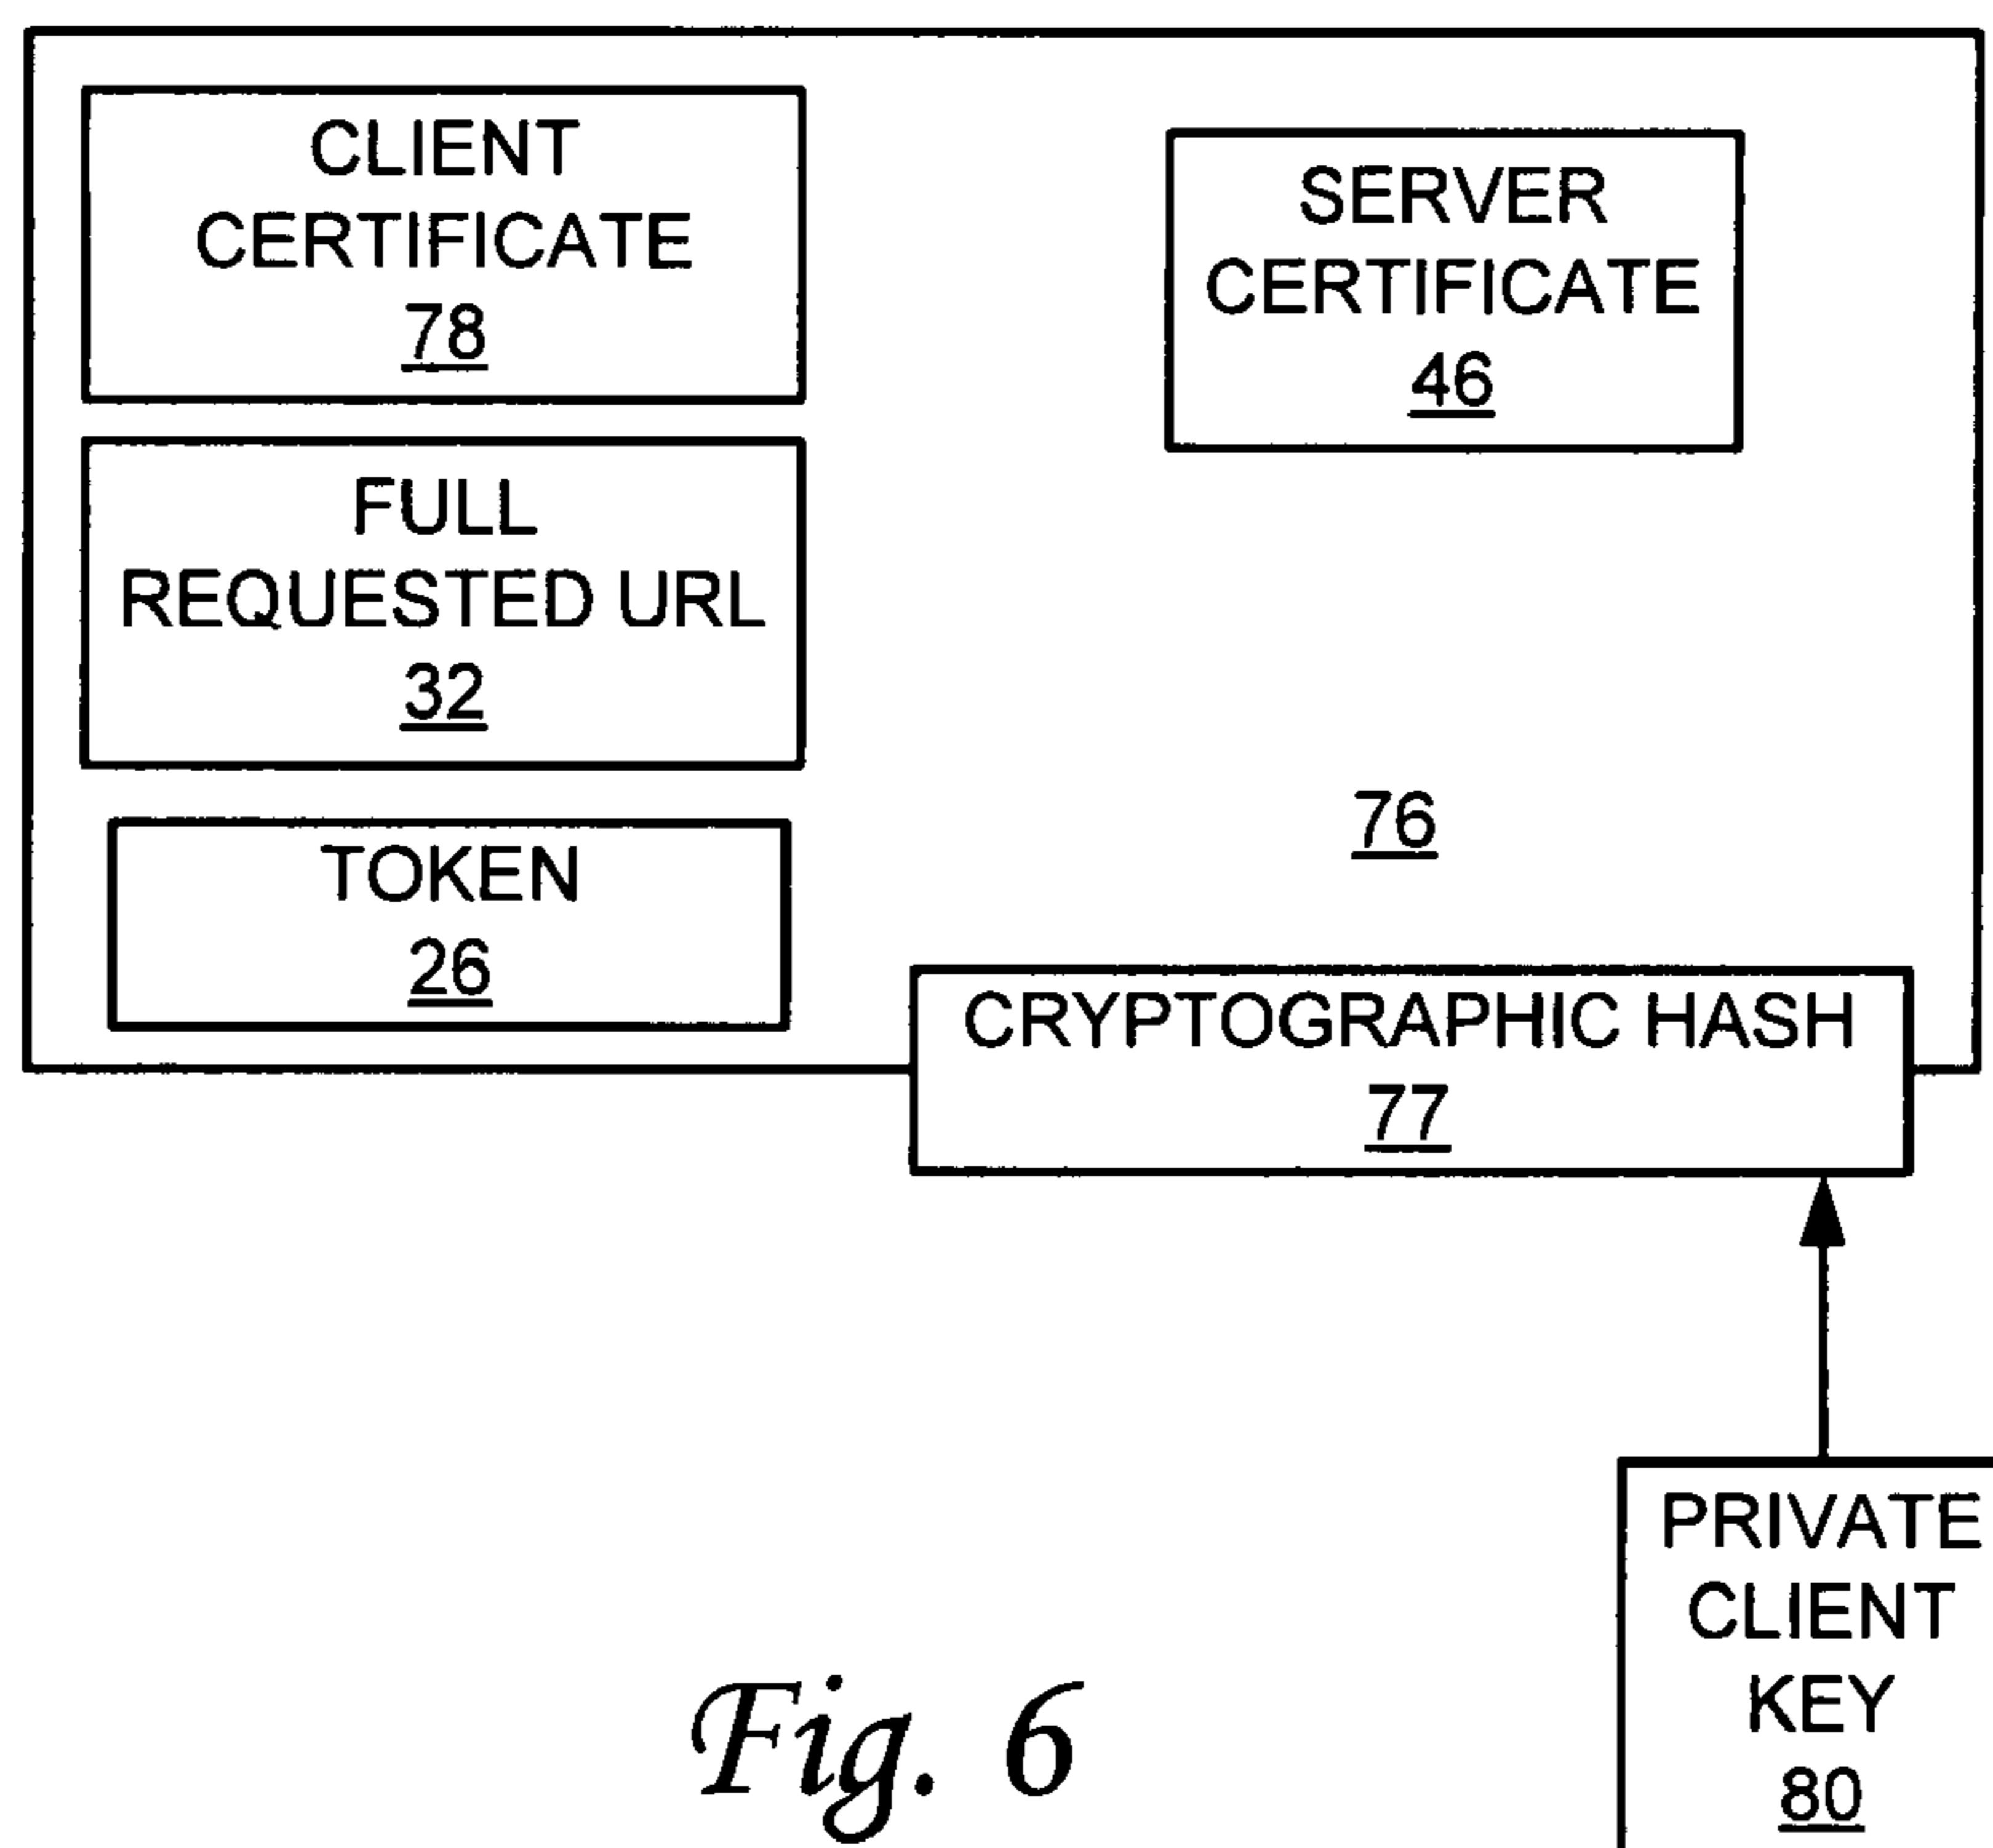 CLIENT
CERTIFICATE
78
SERVER
CERTIFICATE
46
FULL
REQUESTED URL
32
76
TOKEN
26
CRYPTOGRAPHIC HASH
77
PRIVATE
CLIENT
KEY
80
Fig. 6